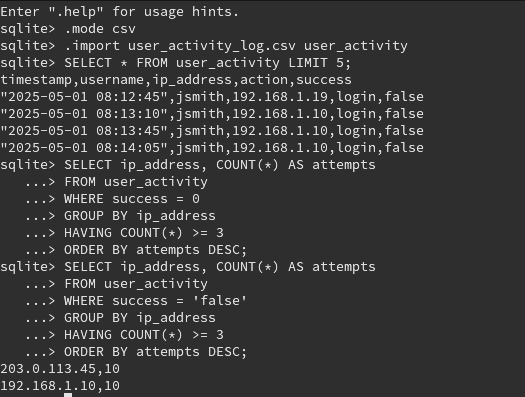 Enter ".help" for usage hints.
sqlite> .mode csv
sqlite> .import user_activity_log.csv user_activity
sqlite> SELECT * FROM user_activity LIMIT 5;
timestamp,username,ip_address,action,success
"2025-05-01 08:12:45",jsmith,192.168.1.19,login,false
"2025-05-01 08:13:10",jsmith,192.168.1.10,login,false
"2025-05-01 08:13:45",jsmith,192.168.1.10,login,false
"2025-05-01 08:14:05",jsmith,192.168.1.10,login,false
sqlite> SELECT ip_address, COUNT(*) AS attempts
   ...> FROM user_activity
   ...> WHERE success = 0
   ...> GROUP BY ip_address
   ...> HAVING COUNT(*) >= 3
   ...> ORDER BY attempts DESC;
sqlite> SELECT ip_address, COUNT(*) AS attempts
   ...> FROM user_activity
   ...> WHERE success = 'false'
   ...> GROUP BY ip_address
   ...> HAVING COUNT(*) >= 3
   ...> ORDER BY attempts DESC;
203.0.113.45,10
192.168.1.10,10